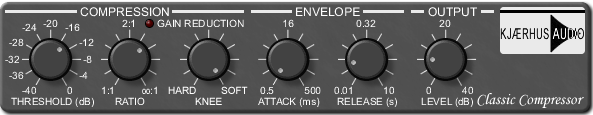 COMPRESSION
ENVELOPE
OUTPUT
-20
2:1
GAIN REDUCTION
16
0.32
20
-24
-16
-28
-12
-32
-8
-36
-4
-40
0
1:1
∞:1
HARD
SOFT
0.5
500
0.01
10
0
40
THRESHOLD (dB)
RATIO
KNEE
ATTACK (ms)
RELEASE (s)
LEVEL (dB)
KJÆRHUS AUDIO
Classic Compressor